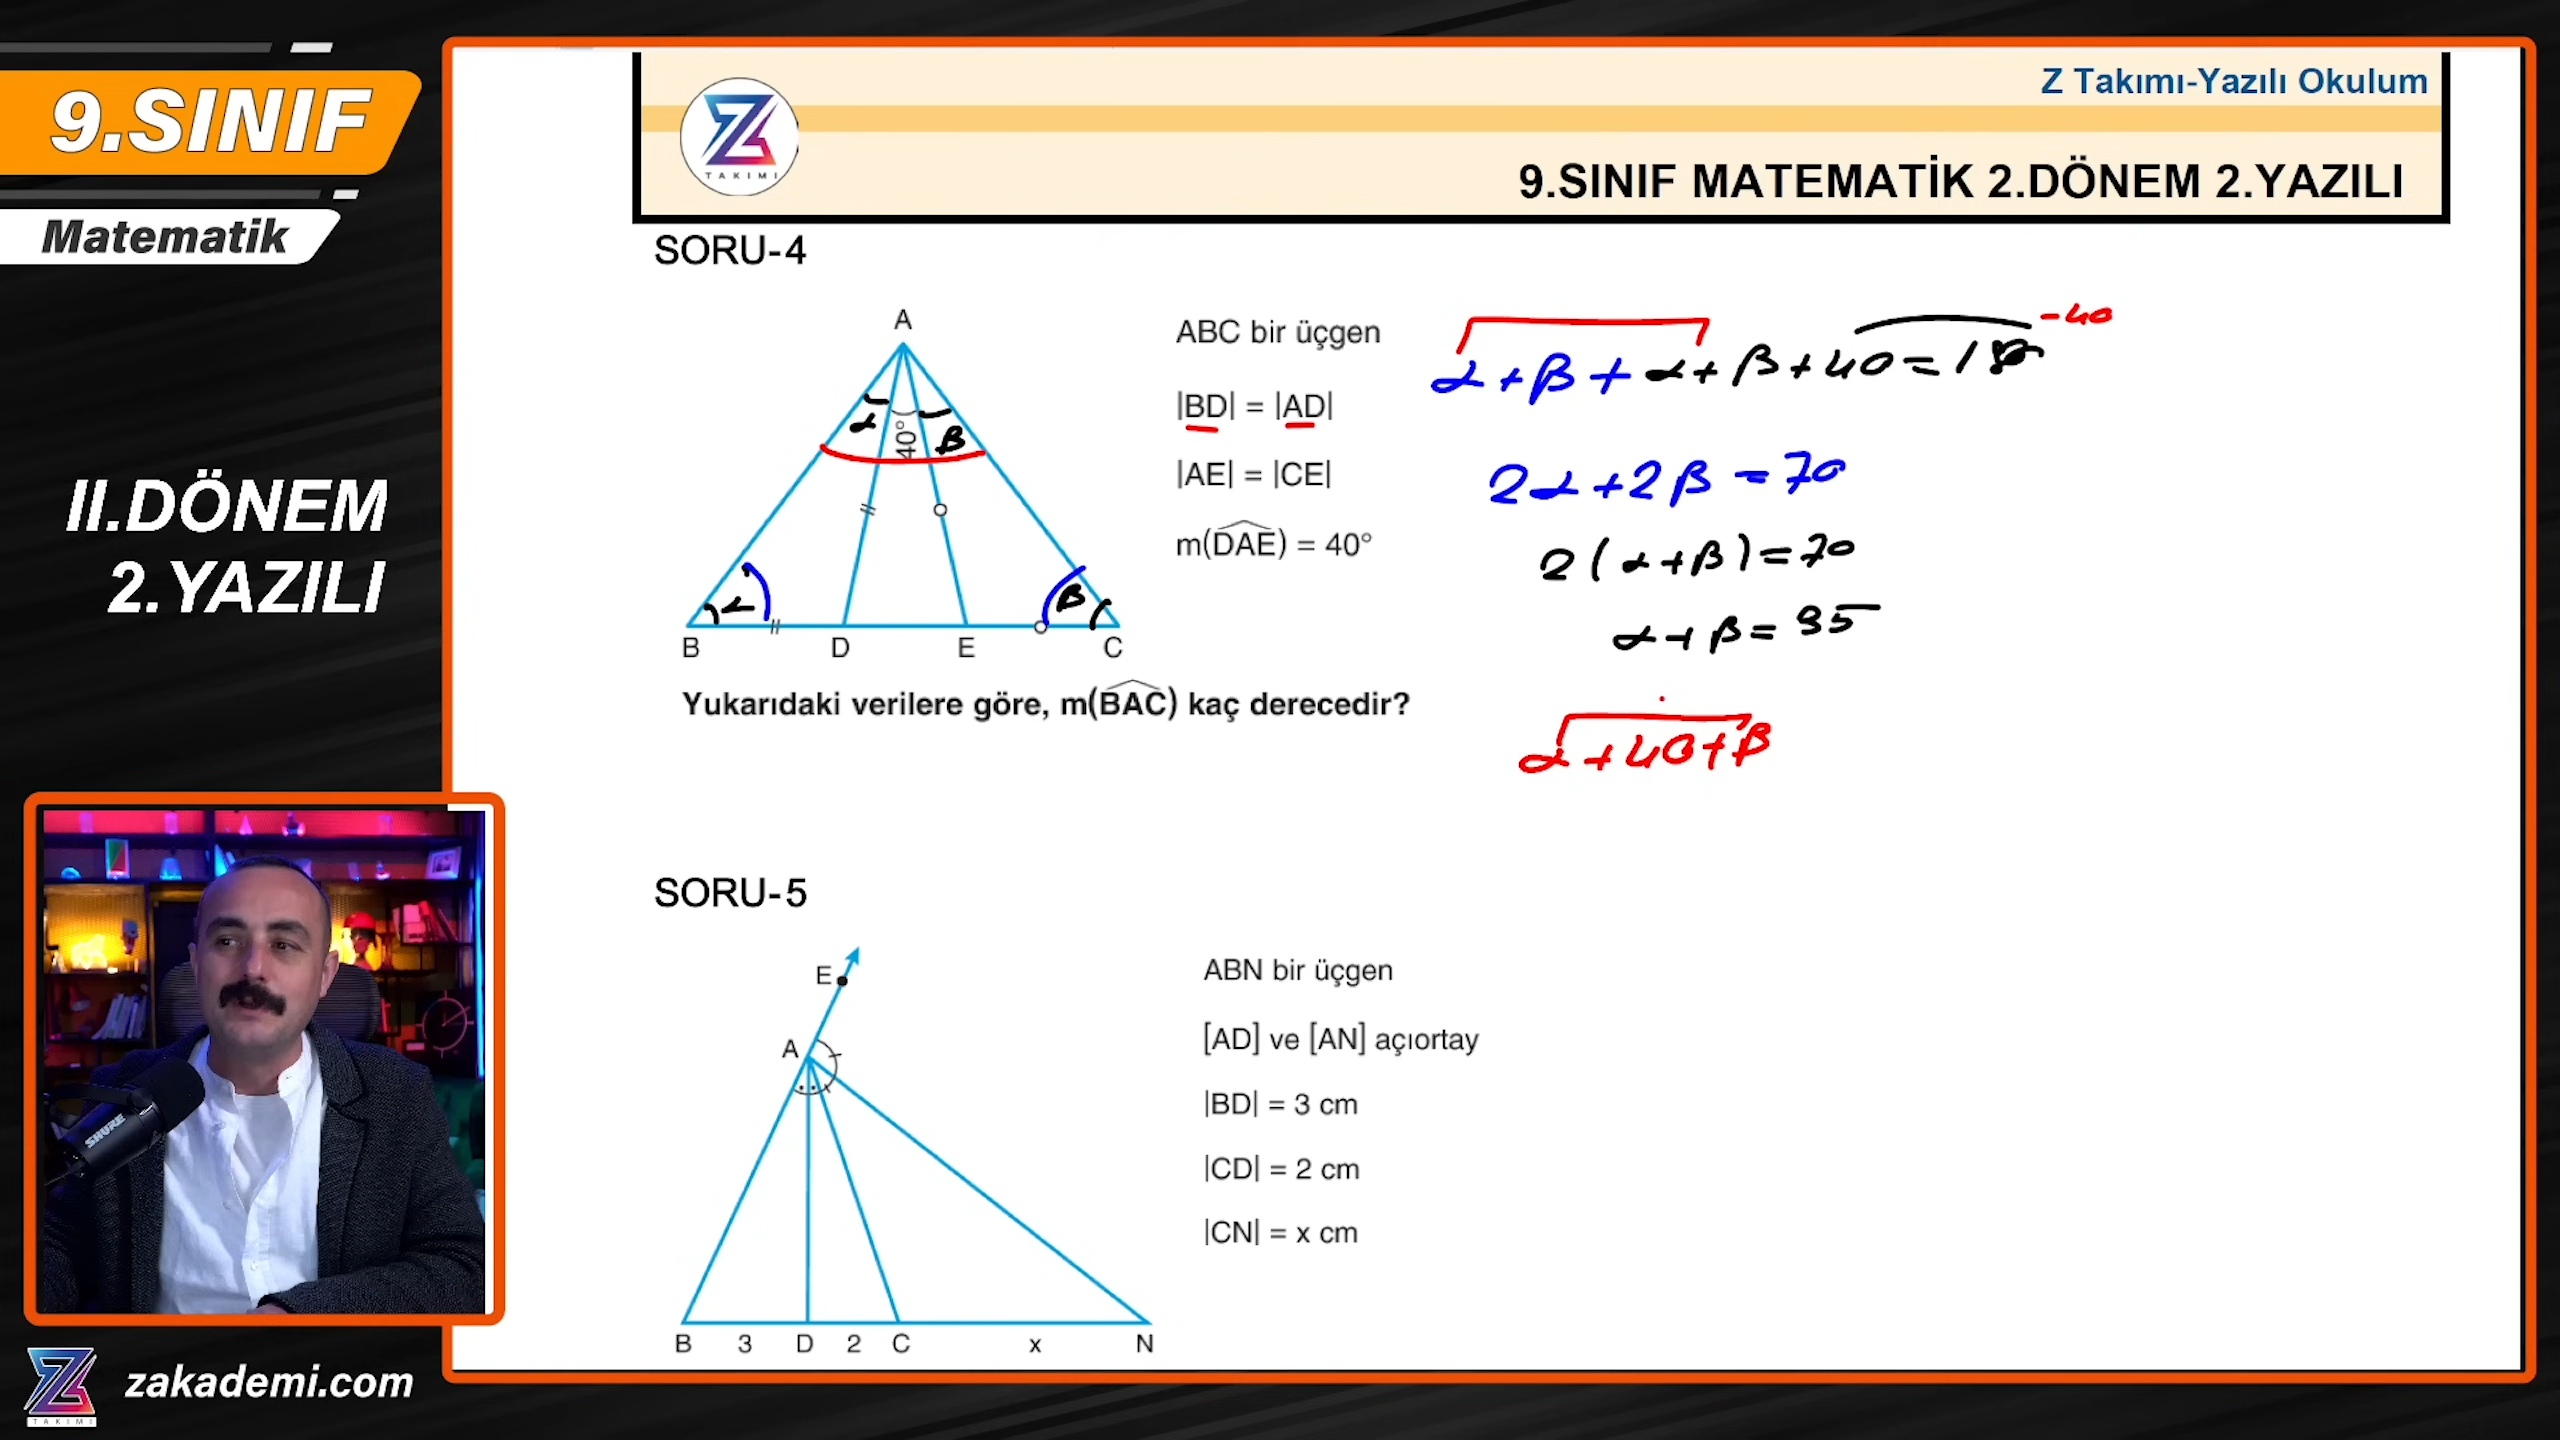 9.SINIF
Matematik
II.DÖNEM
2.YAZILI
Z Takımı-Yazılı Okulum
TAKIMI
9.SINIF MATEMATİK 2.DÖNEM 2.YAZILI
SORU-4
A
α 40° β
α β
B D E C
ABC bir üçgen
|BD| = |AD|
|AE| = |CE|
m(DAE) = 40°
-40
α+β+α+β+40=180
2α+2β=70
2(α+β)=70
α+β=35
α+40+β
Yukarıdaki verilere göre, m(BAC) kaç derecedir?
SORU-5
E
A
B 3 D 2 C x N
ABN bir üçgen
[AD] ve [AN] açıortay
|BD| = 3 cm
|CD| = 2 cm
|CN| = x cm
SHURE
TAKIMI
zakademi.com